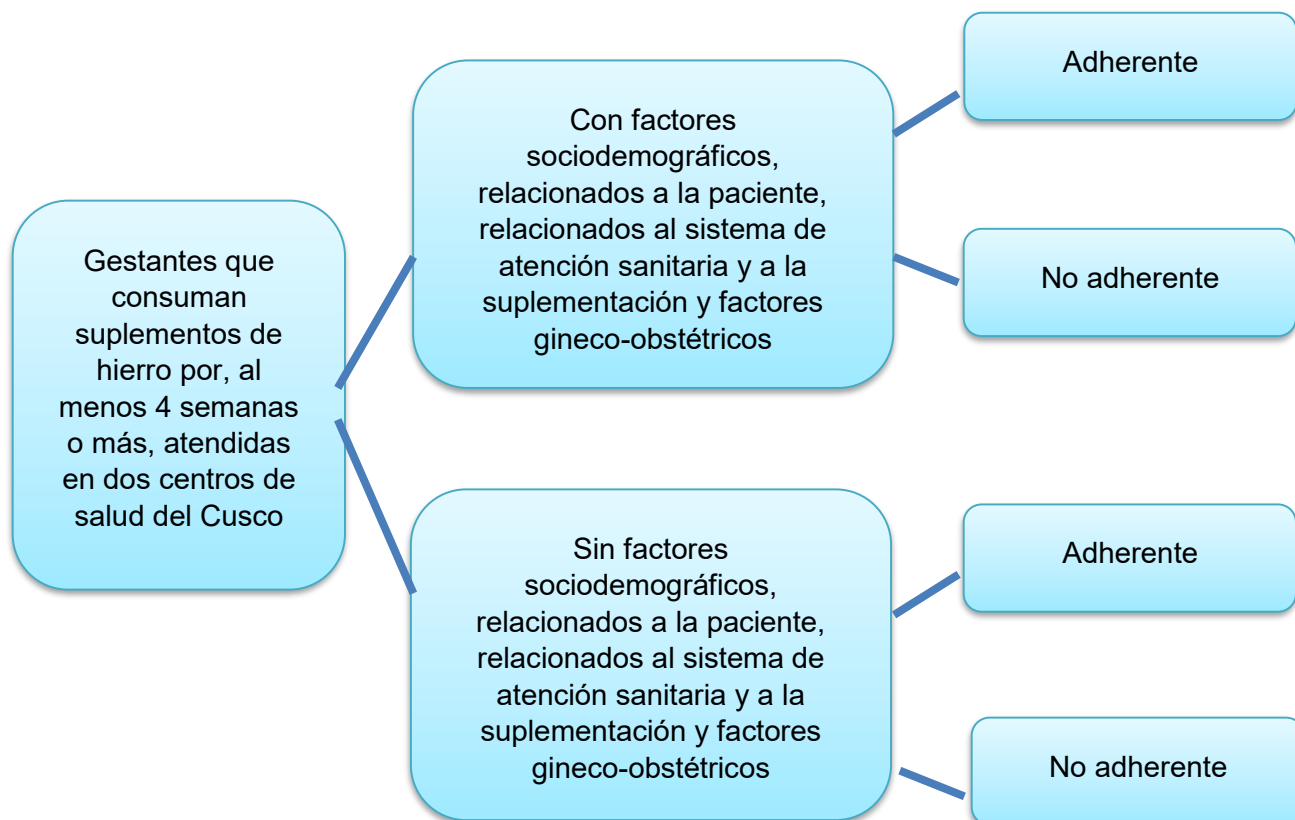 Gestantes que
consuman
suplementos de
hierro por, al
menos 4 semanas
o más, atendidas
en dos centros de
salud del Cusco
Con factores
sociodemográficos,
relacionados a la paciente,
relacionados al sistema de
atención sanitaria y a la
suplementación y factores
gineco-obstétricos
Adherente
No adherente
Sin factores
sociodemográficos,
relacionados a la paciente,
relacionados al sistema de
atención sanitaria y a la
suplementación y factores
gineco-obstétricos
Adherente
No adherente